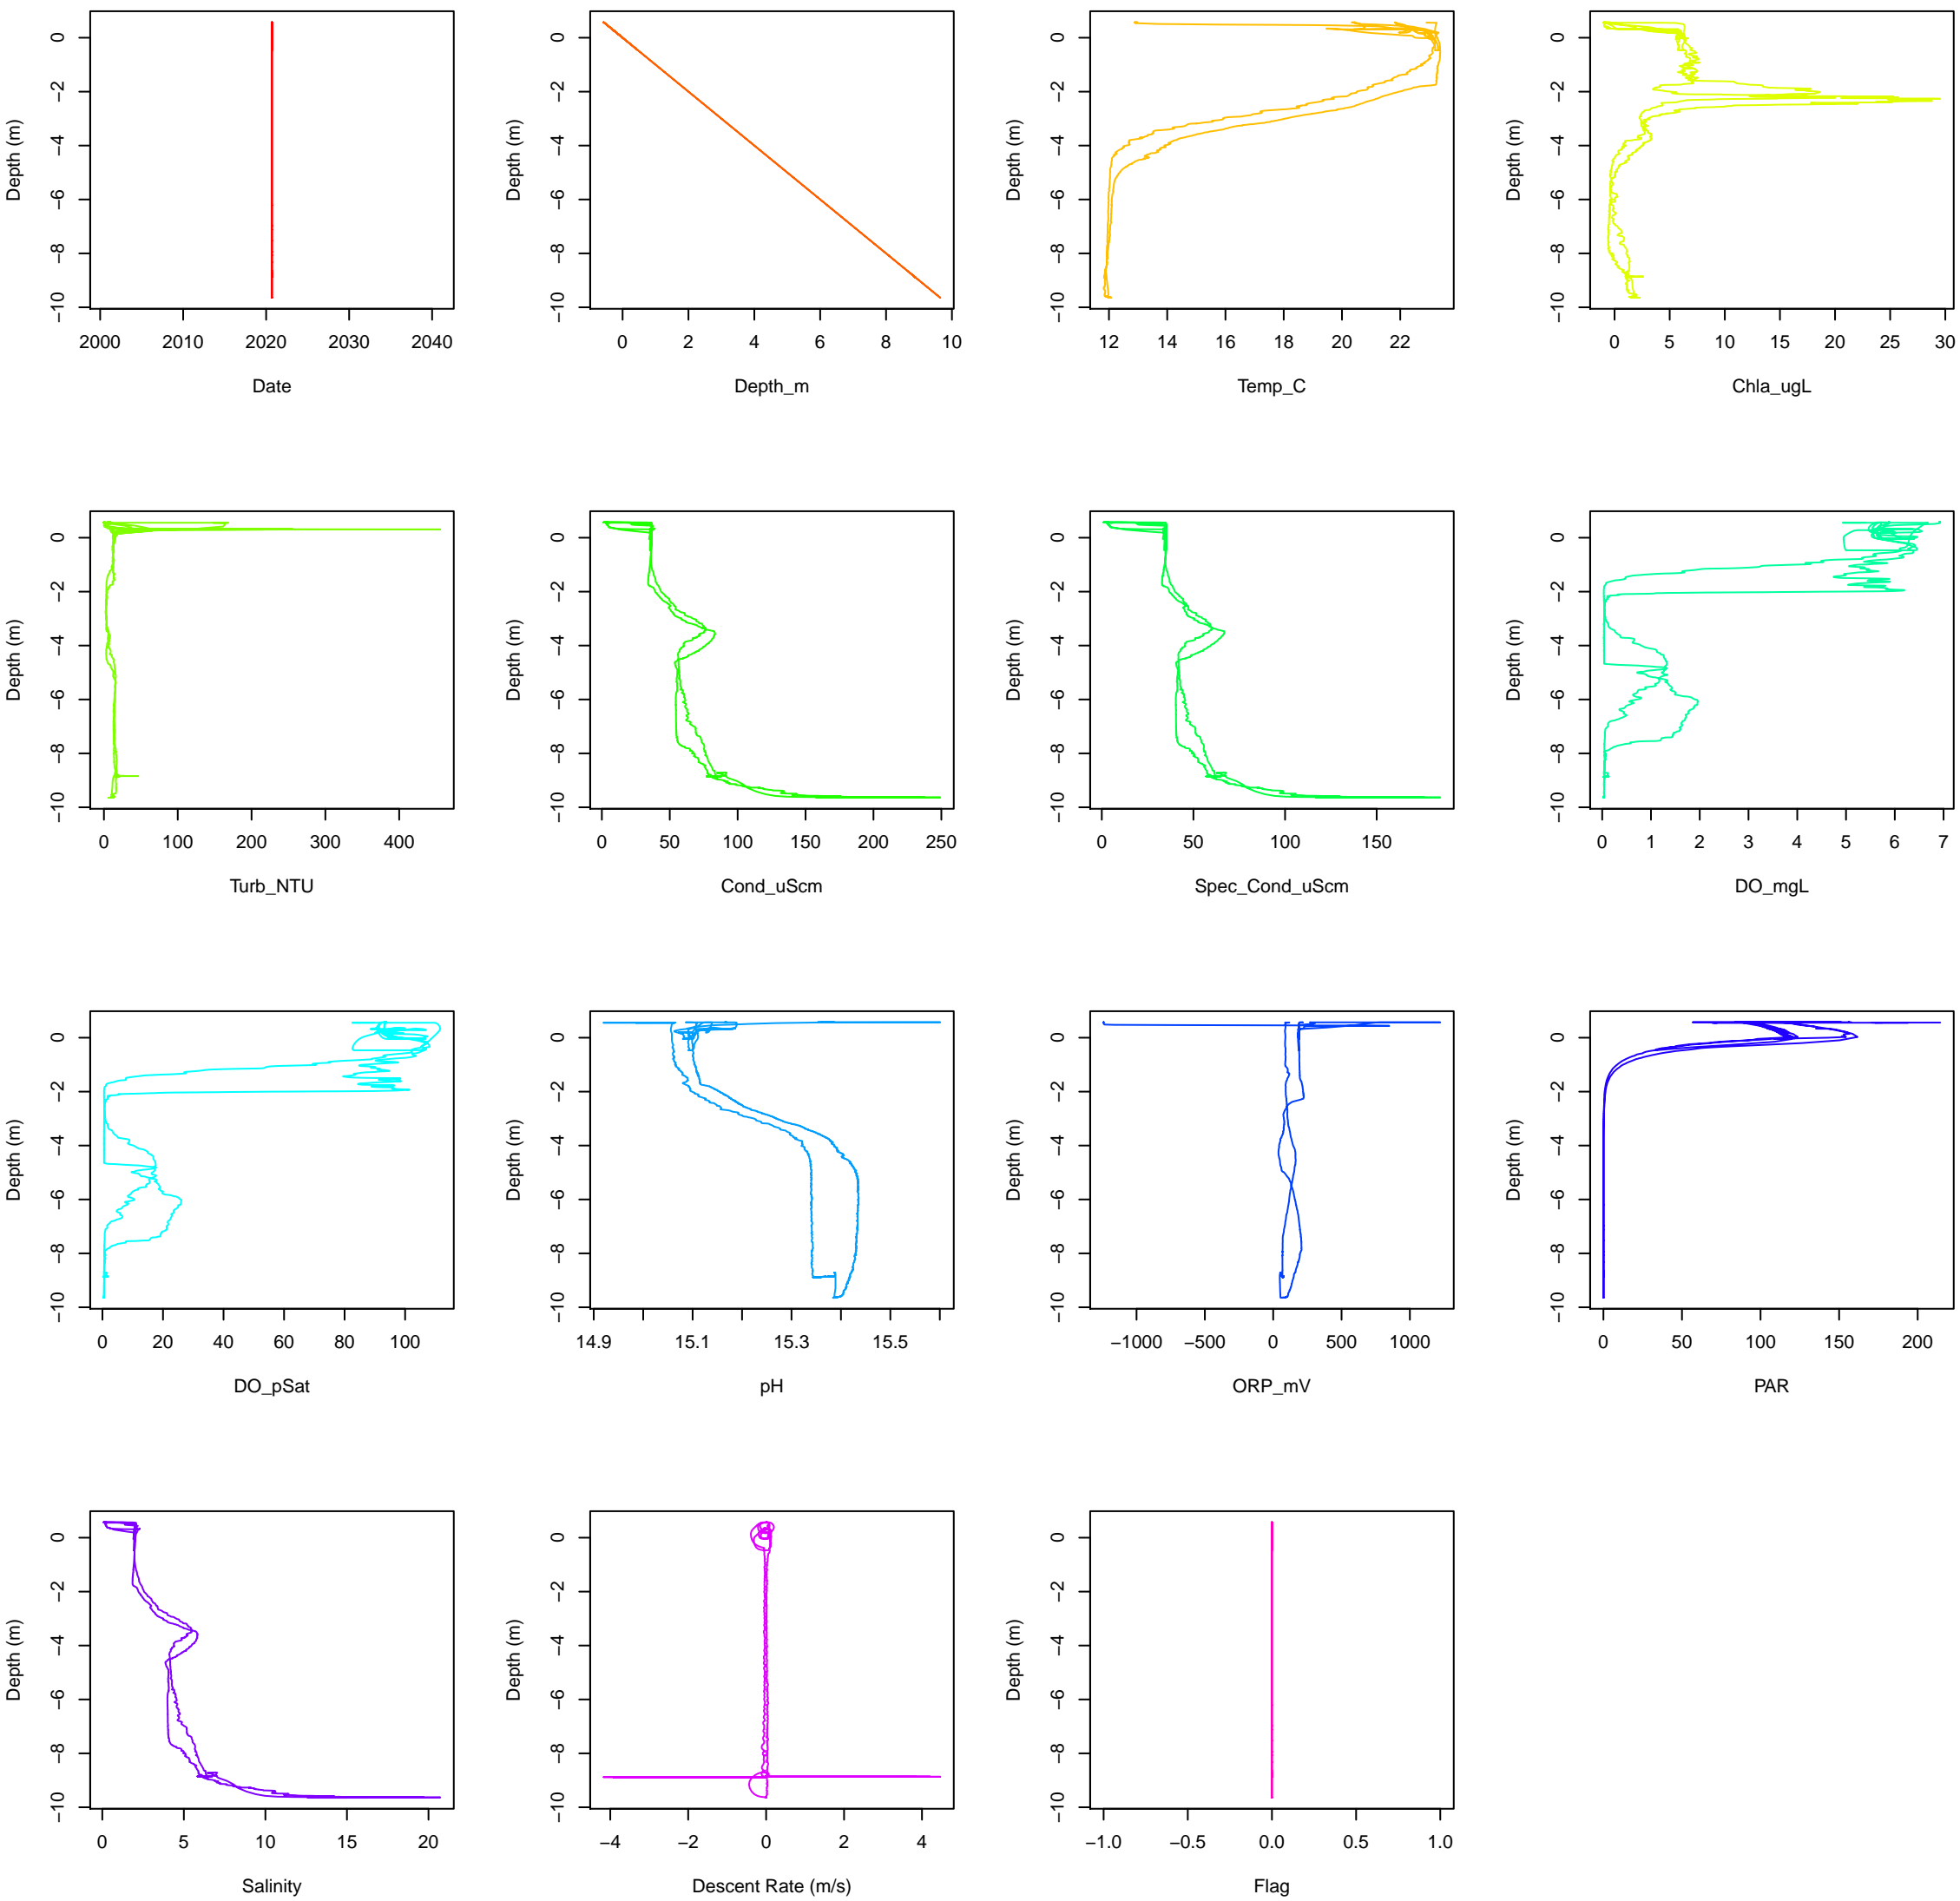 Depth (m)
0
−2
−4
−6
−8
−10
2000 2010 2020 2030 2040
Date
Depth (m)
0
−2
−4
−6
−8
−10
0 2 4 6 8 10
Depth_m
Depth (m)
0
−2
−4
−6
−8
−10
12 14 16 18 20 22
Temp_C
Depth (m)
0
−2
−4
−6
−8
−10
0 5 10 15 20 25 30
Chla_ugL
Depth (m)
0
−2
−4
−6
−8
−10
0 100 200 300 400
Turb_NTU
Depth (m)
0
−2
−4
−6
−8
−10
0 50 100 150 200 250
Cond_uScm
Depth (m)
0
−2
−4
−6
−8
−10
0 50 100 150
Spec_Cond_uScm
Depth (m)
0
−2
−4
−6
−8
−10
0 1 2 3 4 5 6 7
DO_mgL
Depth (m)
0
−2
−4
−6
−8
−10
0 20 40 60 80 100
DO_pSat
Depth (m)
0
−2
−4
−6
−8
−10
14.9 15.1 15.3 15.5
pH
Depth (m)
0
−2
−4
−6
−8
−10
−1000 −500 0 500 1000
ORP_mV
Depth (m)
0
−2
−4
−6
−8
−10
0 50 100 150 200
PAR
Depth (m)
0
−2
−4
−6
−8
−10
0 5 10 15 20
Salinity
Depth (m)
0
−2
−4
−6
−8
−10
−4 −2 0 2 4
Descent Rate (m/s)
Depth (m)
0
−2
−4
−6
−8
−10
−1.0 −0.5 0.0 0.5 1.0
Flag